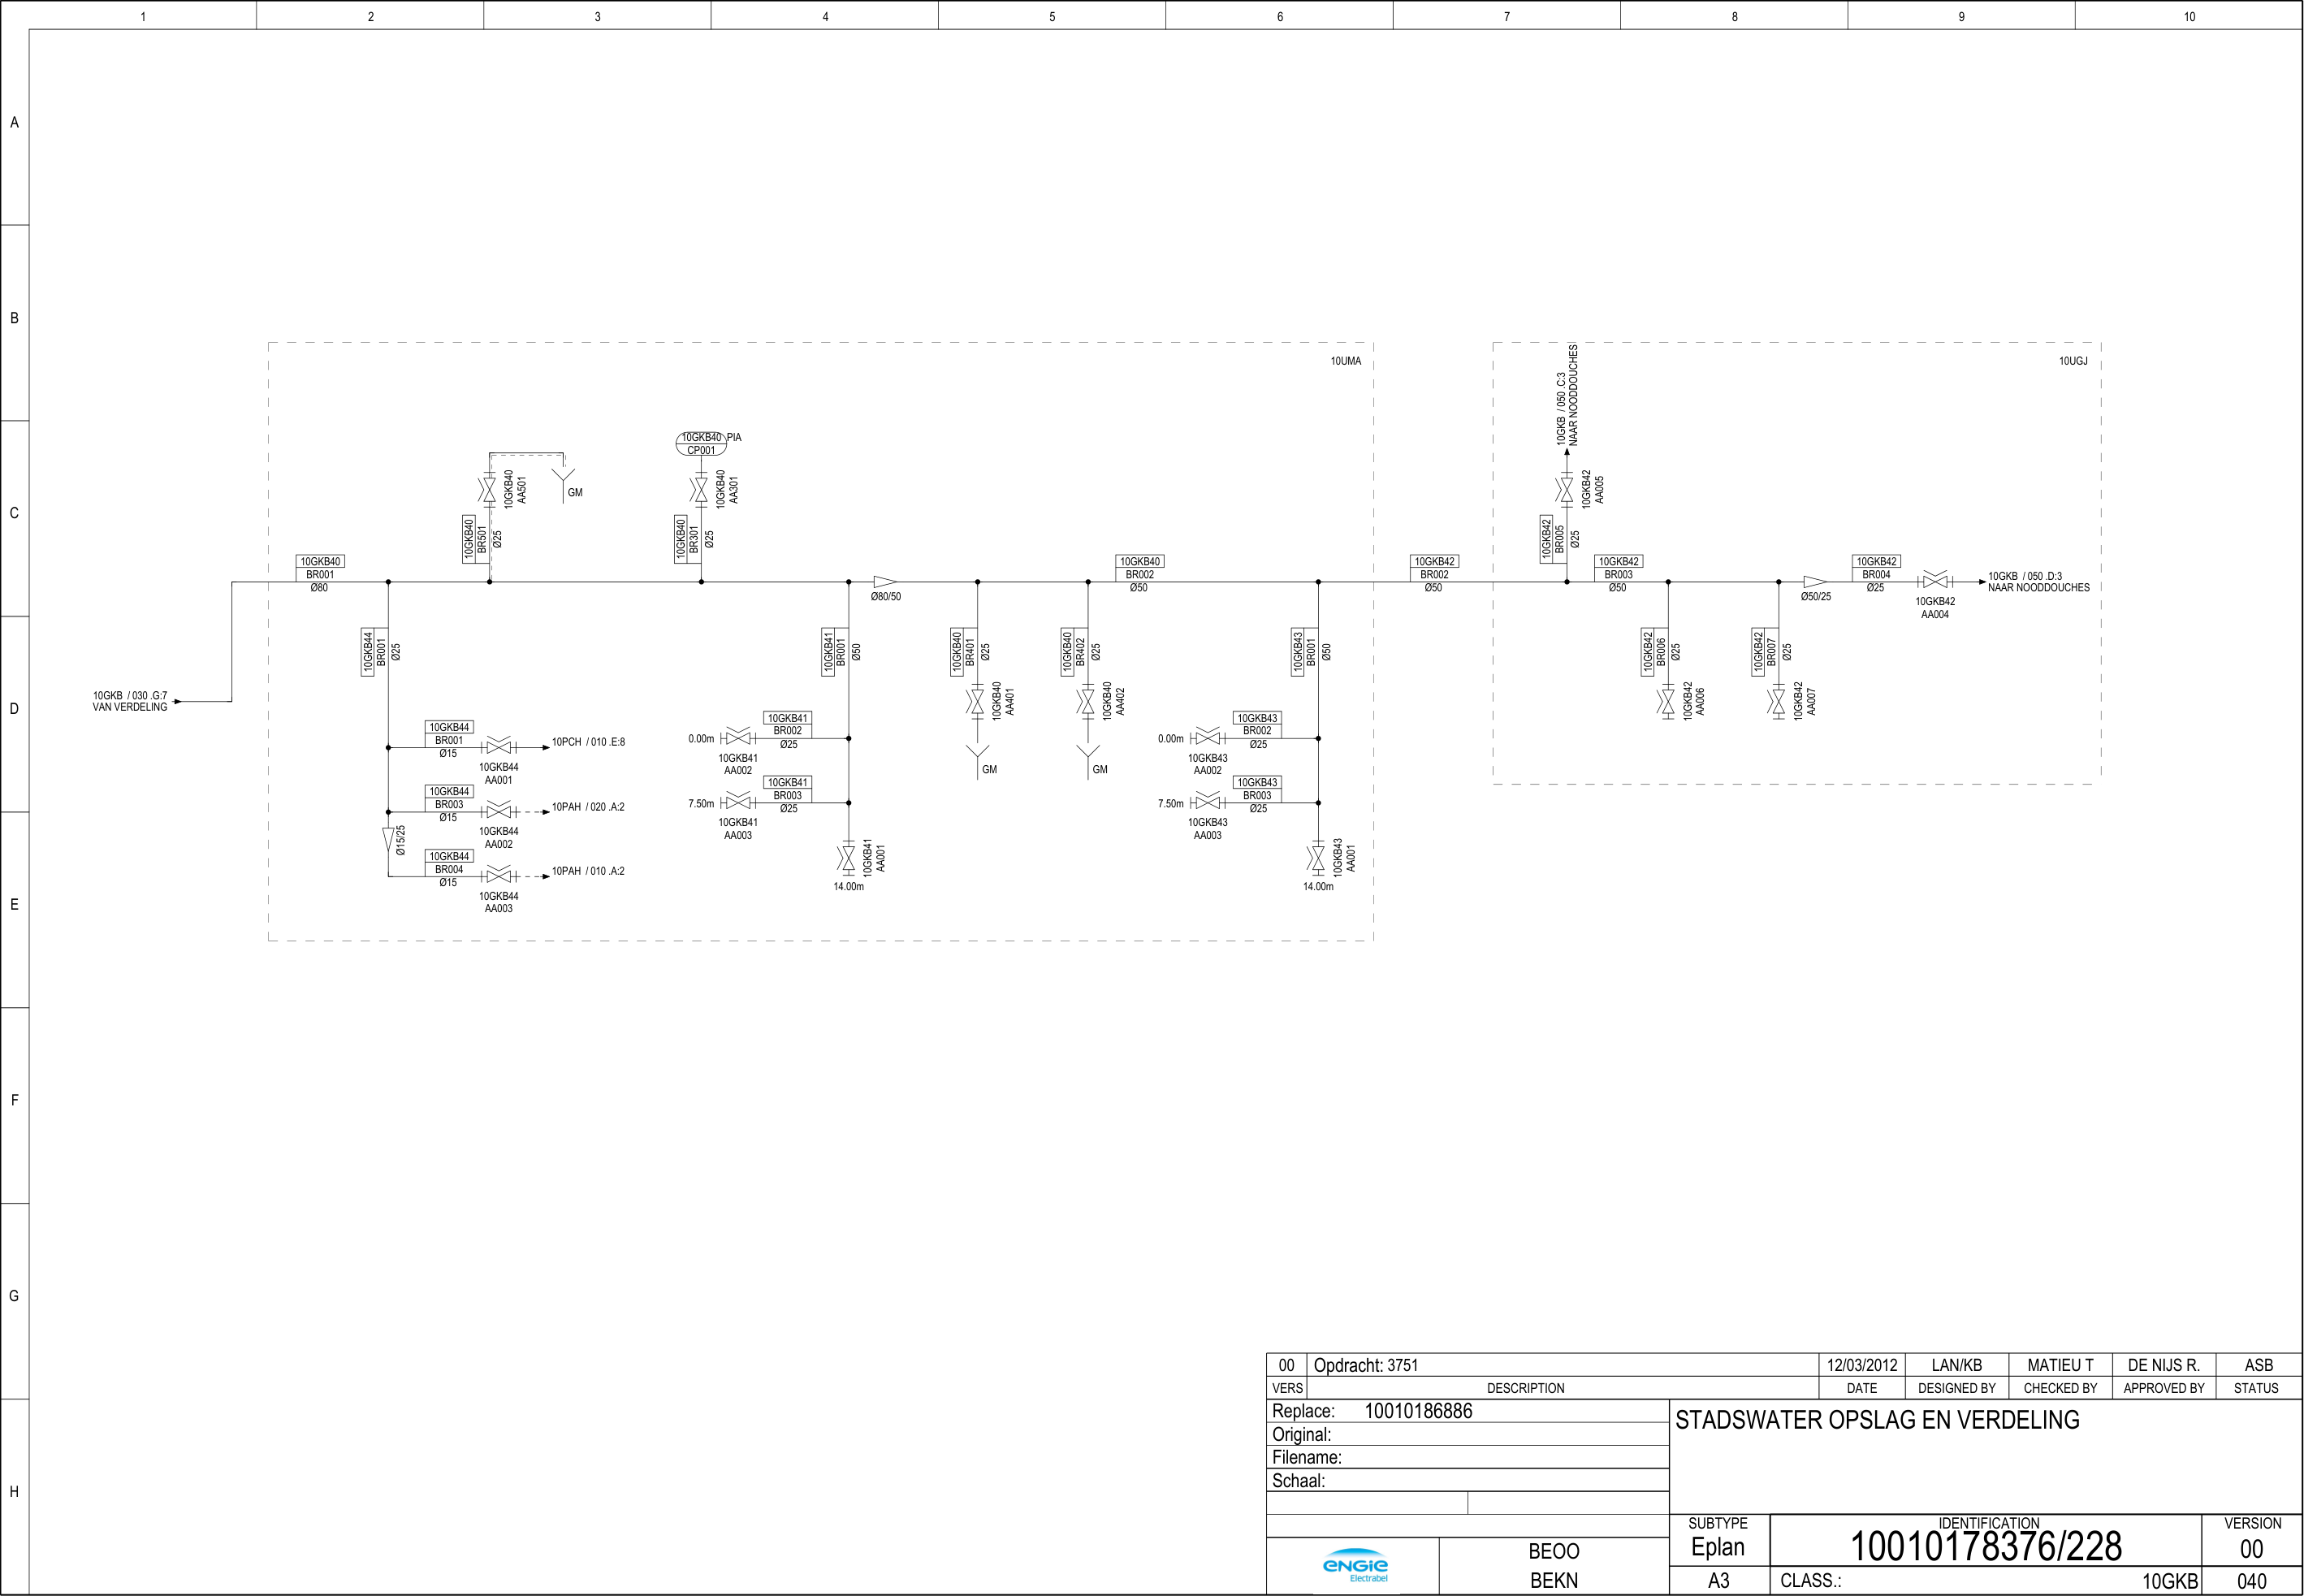 1 2 3 4 5 6 7 8 9 10
A
B
C
D
E
F
G
H
10UMA
10UGJ
10GKB / 030 .G:7
VAN VERDELING
10GKB40
BR001
Ø80
10GKB40
BR501
Ø25
10GKB40
AA501
GM
10GKB40 PIA
CP001
10GKB40
AA301
10GKB40
BR301
Ø25
Ø80/50
10GKB40
BR002
Ø50
10GKB42
BR002
Ø50
10GKB / 050 .C:3
NAAR NOODDOUCHES
10GKB42
AA005
10GKB42
BR005
Ø25
10GKB42
BR003
Ø50
Ø50/25
10GKB42
BR004
Ø25
10GKB42
AA004
10GKB / 050 .D:3
NAAR NOODDOUCHES
10GKB44
BR001
Ø25
10GKB44
BR001
Ø15
10GKB44
AA001
10PCH / 010 .E:8
10GKB44
BR003
Ø15
10GKB44
AA002
10PAH / 020 .A:2
Ø15/25
10GKB44
BR004
Ø15
10GKB44
AA003
10PAH / 010 .A:2
10GKB41
BR001
Ø50
0.00m
10GKB41
BR002
Ø25
10GKB41
AA002
7.50m
10GKB41
BR003
Ø25
10GKB41
AA003
10GKB41
AA001
14.00m
10GKB40
BR401
Ø25
10GKB40
AA401
GM
10GKB40
BR402
Ø25
10GKB40
AA402
GM
10GKB43
BR001
Ø50
0.00m
10GKB43
BR002
Ø25
10GKB43
AA002
7.50m
10GKB43
BR003
Ø25
10GKB43
AA003
10GKB43
AA001
14.00m
10GKB42
BR006
Ø25
10GKB42
AA006
10GKB42
BR007
Ø25
10GKB42
AA007
00 Opdracht: 3751 12/03/2012 LAN/KB MATIEU T DE NIJS R. ASB
VERS DESCRIPTION DATE DESIGNED BY CHECKED BY APPROVED BY STATUS
Replace: 10010186886
Original:
Filename:
Schaal:
STADSWATER OPSLAG EN VERDELING
ENGIE
Electrabel
BEOO
BEKN
SUBTYPE
Eplan
A3
IDENTIFICATION
10010178376/228
CLASS.: 10GKB
VERSION
00
040